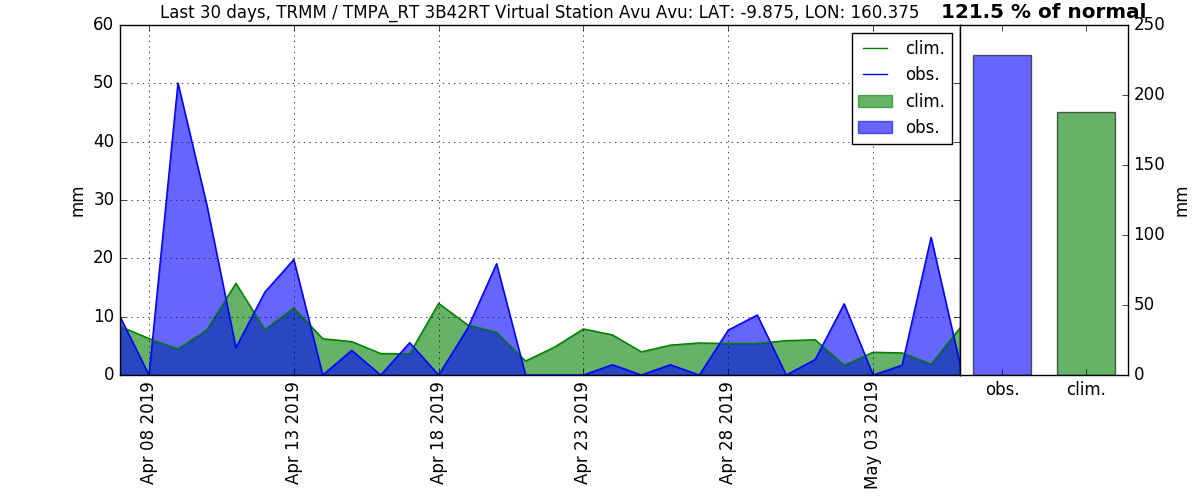 Last 30 days, TRMM / TMPA_RT 3B42RT Virtual Station Avu Avu: LAT: -9.875, LON: 160.375
121.5 % of normal
60
50
40
30
20
10
0
mm
clim.
obs.
clim.
obs.
Apr 08 2019
Apr 13 2019
Apr 18 2019
Apr 23 2019
Apr 28 2019
May 03 2019
250
200
150
100
50
0
mm
obs.
clim.